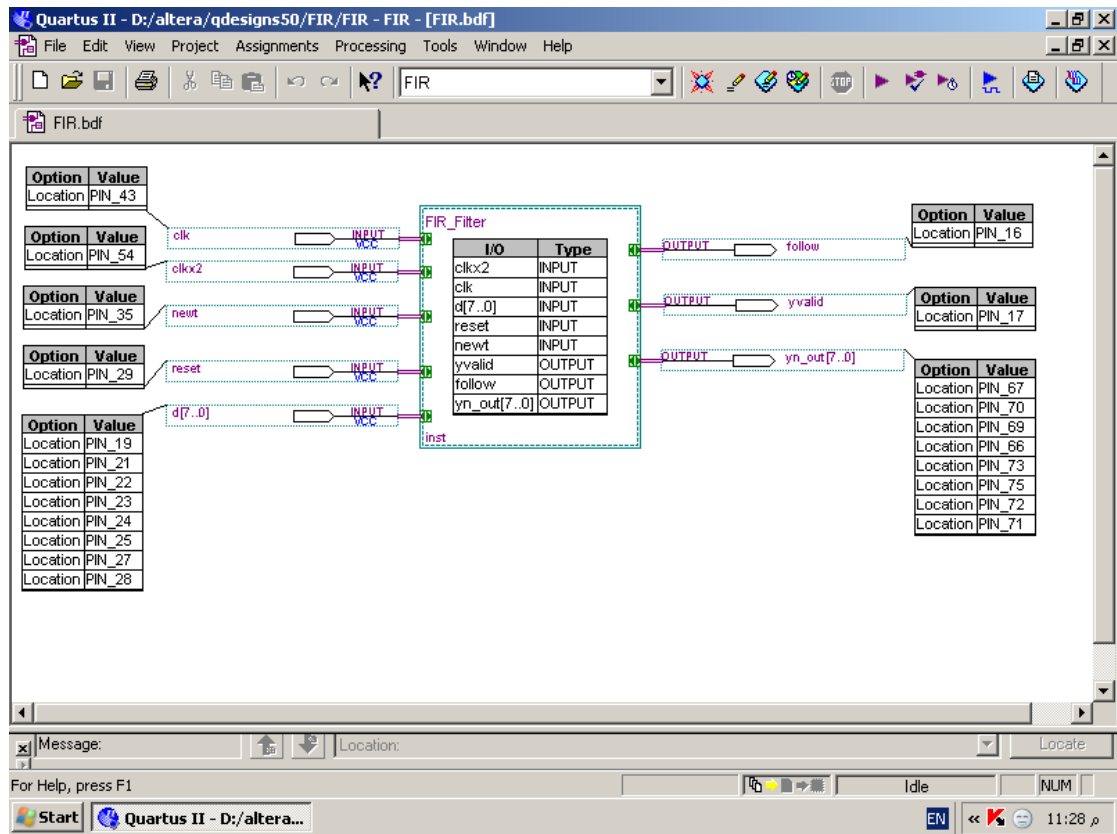 Quartus II - D:/altera/qdesigns50/FIR/FIR - FIR - [FIR.bdf]
File Edit View Project Assignments Processing Tools Window Help
FIR
STOP
FIR.bdf
Option Value
Location PIN_43
Option Value
Location PIN_54
Option Value
Location PIN_35
Option Value
Location PIN_29
Option Value
Location PIN_19
Location PIN_21
Location PIN_22
Location PIN_23
Location PIN_24
Location PIN_25
Location PIN_27
Location PIN_28
clk INPUT VCC
clkx2 INPUT VCC
newt INPUT VCC
reset INPUT VCC
d[7..0] INPUT VCC
FIR_Filter
I/O Type
clkx2 INPUT
clk INPUT
d[7..0] INPUT
reset INPUT
newt INPUT
yvalid OUTPUT
follow OUTPUT
yn_out[7..0] OUTPUT
inst
OUTPUT follow
OUTPUT yvalid
OUTPUT yn_out[7..0]
Option Value
Location PIN_16
Option Value
Location PIN_17
Option Value
Location PIN_67
Location PIN_70
Location PIN_69
Location PIN_66
Location PIN_73
Location PIN_75
Location PIN_72
Location PIN_71
Message: Location: Locate
For Help, press F1 Idle NUM
Start Quartus II - D:/altera... EN « 11:28 م